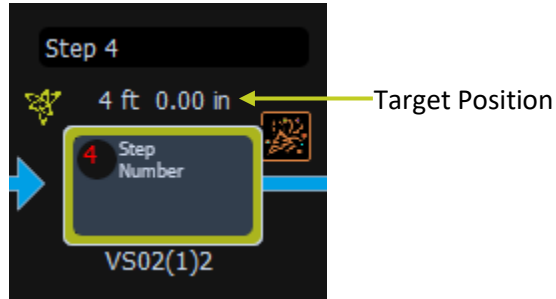 Step 4
4 ft 0.00 in
Target Position
4
Step
Number
VS02(1)2